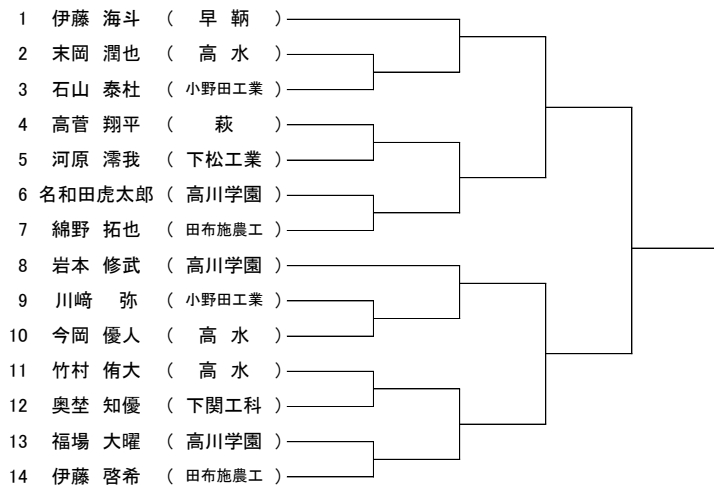 1 伊藤 海斗 ( 早 鞆 )
2 末岡 潤也 ( 高 水 )
3 石山 泰杜 ( 小野田工業 )
4 高菅 翔平 ( 萩 )
5 河原 澪我 ( 下松工業 )
6 名和田虎太郎 ( 高川学園 )
7 綿野 拓也 ( 田布施農工 )
8 岩本 修武 ( 高川学園 )
9 川﨑 弥 ( 小野田工業 )
10 今岡 優人 ( 高 水 )
11 竹村 侑大 ( 高 水 )
12 奥埜 知優 ( 下関工科 )
13 福場 大曜 ( 高川学園 )
14 伊藤 啓希 ( 田布施農工 )